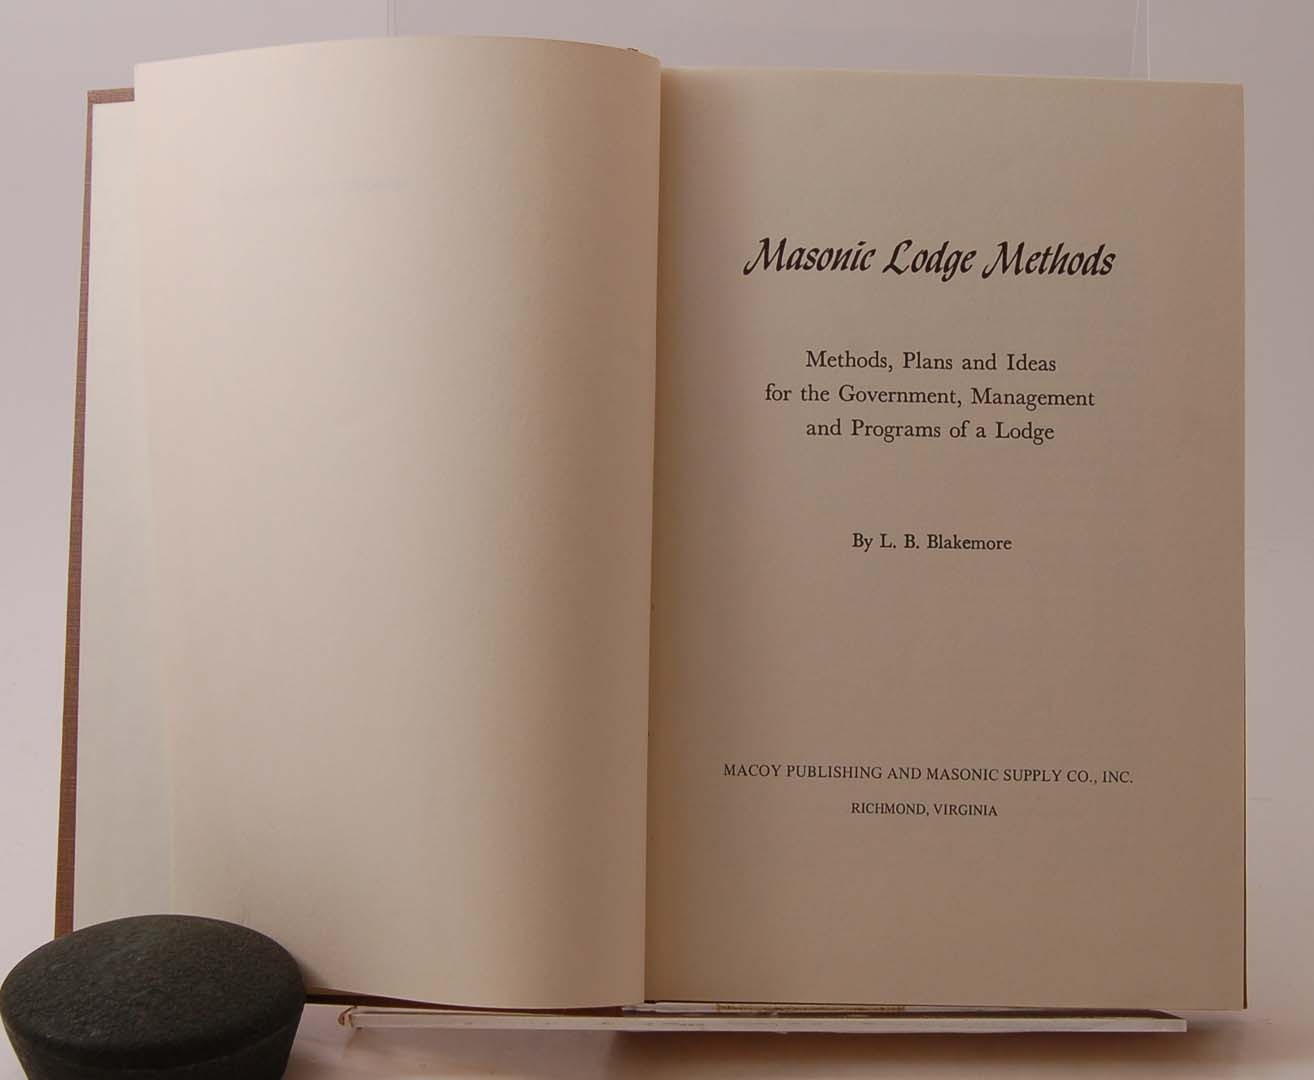 Masonic Lodge Methods
Methods, Plans and Ideas
for the Government, Management
and Programs of a Lodge
By L. B. Blakemore
MACOY PUBLISHING AND MASONIC SUPPLY CO., INC.
RICHMOND, VIRGINIA